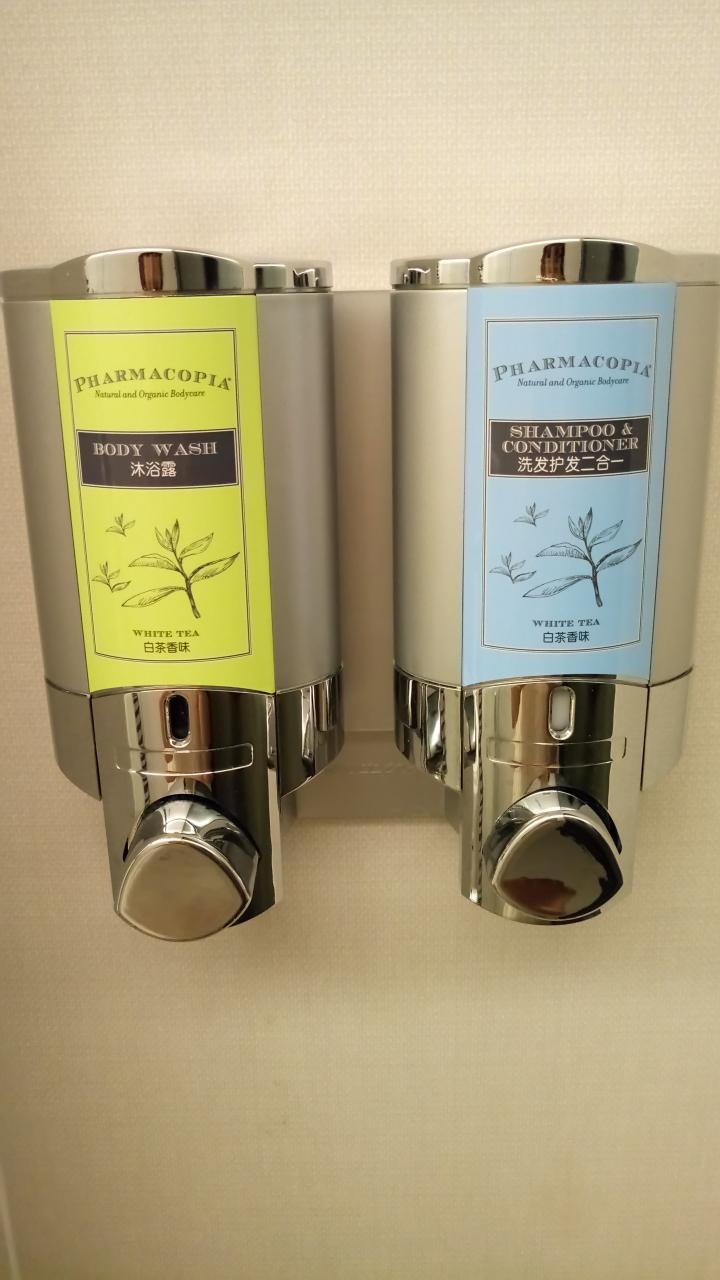 PHARMACOPIA
Natural and Organic Bodycare
BODY WASH
沐浴露
WHITE TEA
白茶香味
PHARMACOPIA
Natural and Organic Bodycare
SHAMPOO &
CONDITIONER
洗发护发二合一
WHITE TEA
白茶香味